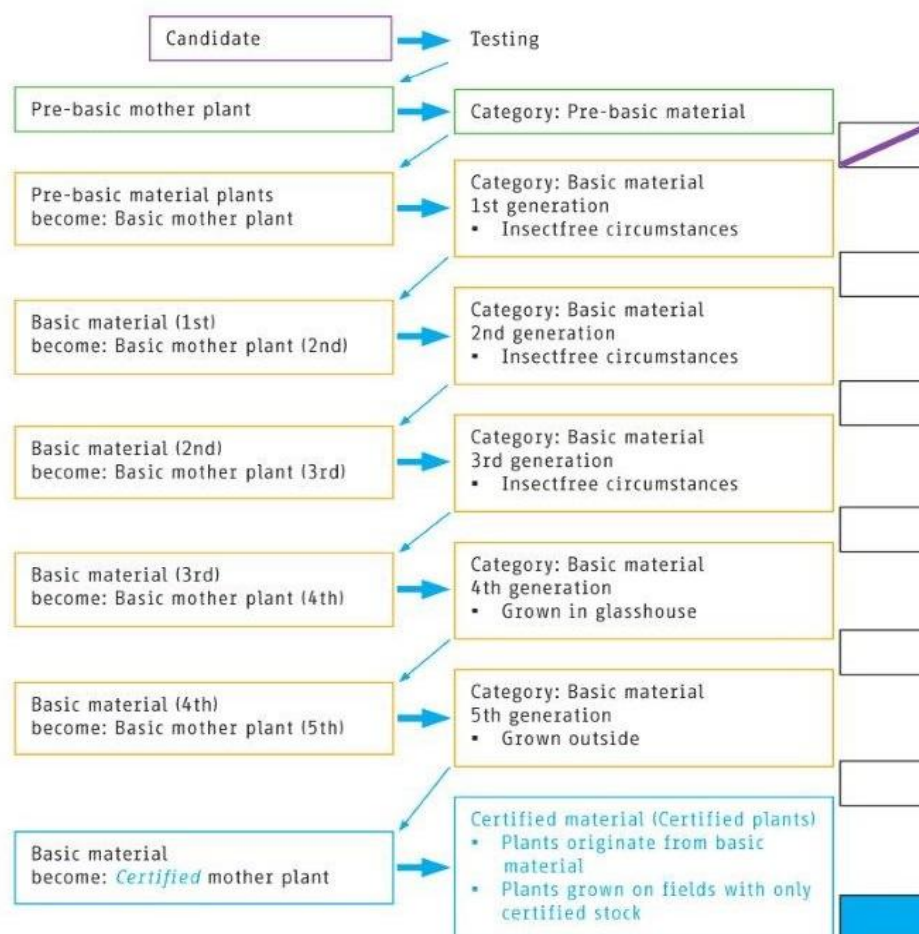 Candidate
Testing
Pre-basic mother plant
Category: Pre-basic material
Pre-basic material plants
become: Basic mother plant
Category: Basic material
1st generation
▪ Insectfree circumstances
Basic material (1st)
become: Basic mother plant (2nd)
Category: Basic material
2nd generation
▪ Insectfree circumstances
Basic material (2nd)
become: Basic mother plant (3rd)
Category: Basic material
3rd generation
▪ Insectfree circumstances
Basic material (3rd)
become: Basic mother plant (4th)
Category: Basic material
4th generation
▪ Grown in glasshouse
Basic material (4th)
become: Basic mother plant (5th)
Category: Basic material
5th generation
▪ Grown outside
Basic material
become: Certified mother plant
Certified material (Certified plants)
▪ Plants originate from basic
material
▪ Plants grown on fields with only
certified stock